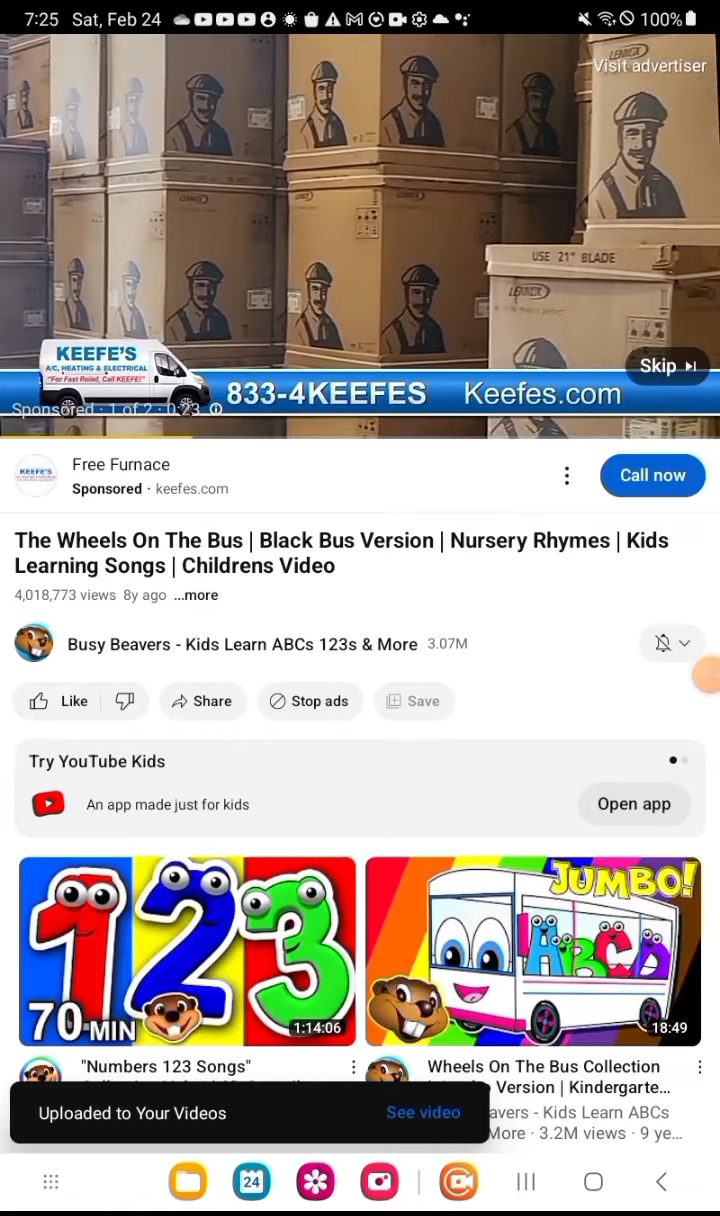 7:25 Sat, Feb 24
100%
Visit advertiser
LENNOX
USE 21" BLADE
LENNOX
KEEFE'S
A/C, HEATING & ELECTRICAL
"For Fast Relief, Call KEEFE!"
833-4KEEFES Keefes.com
Skip
Sponsored · 1 of 2 · 0:23
KEEFE'S
Free Furnace
Sponsored · keefes.com
Call now
The Wheels On The Bus | Black Bus Version | Nursery Rhymes | Kids
Learning Songs | Childrens Video
4,018,773 views 8y ago ...more
Busy Beavers - Kids Learn ABCs 123s & More 3.07M
Like
Share
Stop ads
Save
Try YouTube Kids
An app made just for kids
Open app
123
70 MIN
1:14:06
JUMBO!
ABCD
18:49
"Numbers 123 Songs"
Wheels On The Bus Collection
Version | Kindergarte...
avers - Kids Learn ABCs
More · 3.2M views · 9 ye...
Uploaded to Your Videos
See video
24